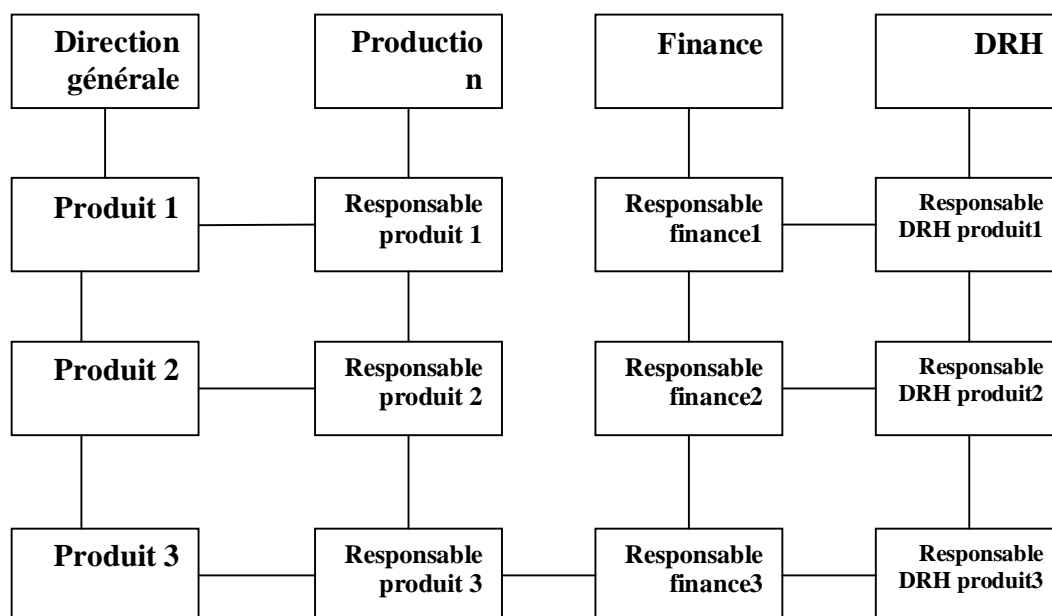 Direction
générale
Productio
n
Finance
DRH
Produit 1
Responsable
produit 1
Responsable
finance1
Responsable
DRH produit1
Produit 2
Responsable
produit 2
Responsable
finance2
Responsable
DRH produit2
Produit 3
Responsable
produit 3
Responsable
finance3
Responsable
DRH produit3